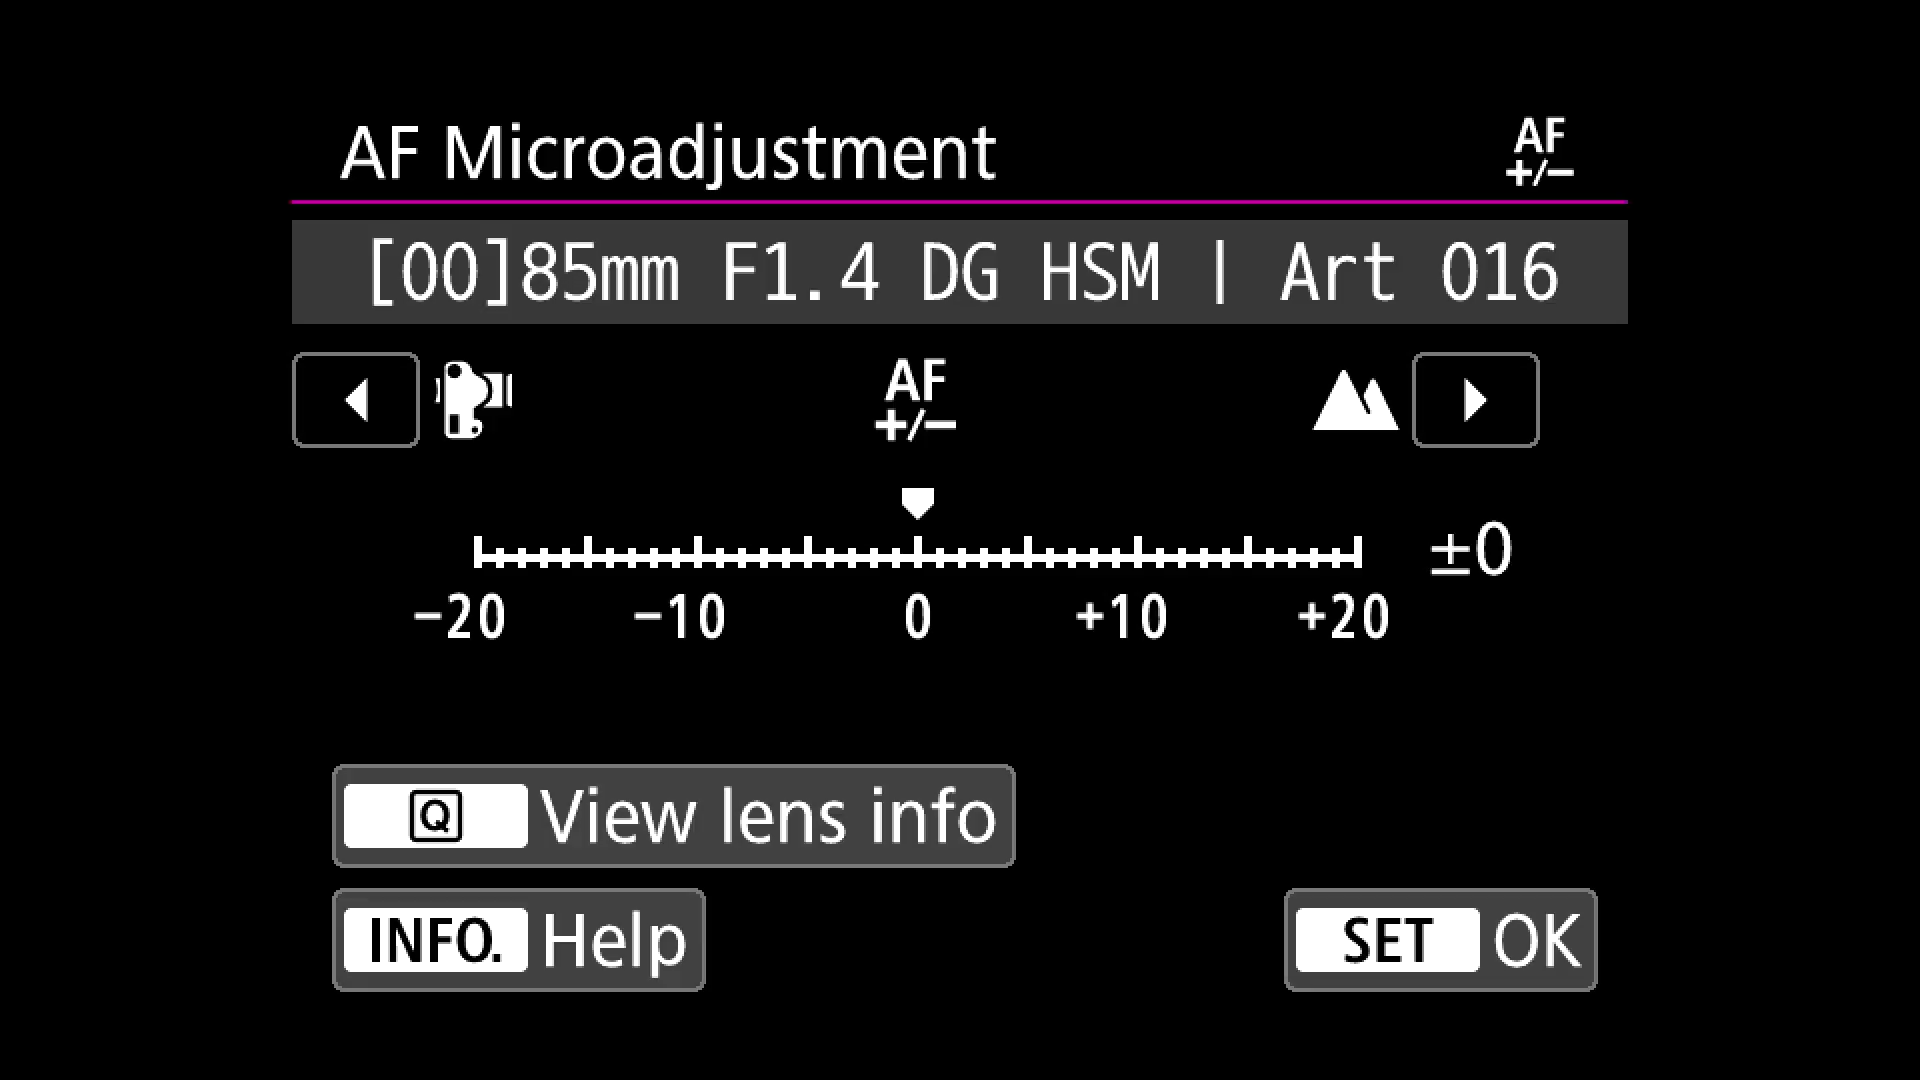 AF Microadjustment AF
+/−
[00]85mm F1.4 DG HSM | Art 016
AF
+/−
±0
−20 −10 0 +10 +20
Q View lens info
INFO. Help SET OK